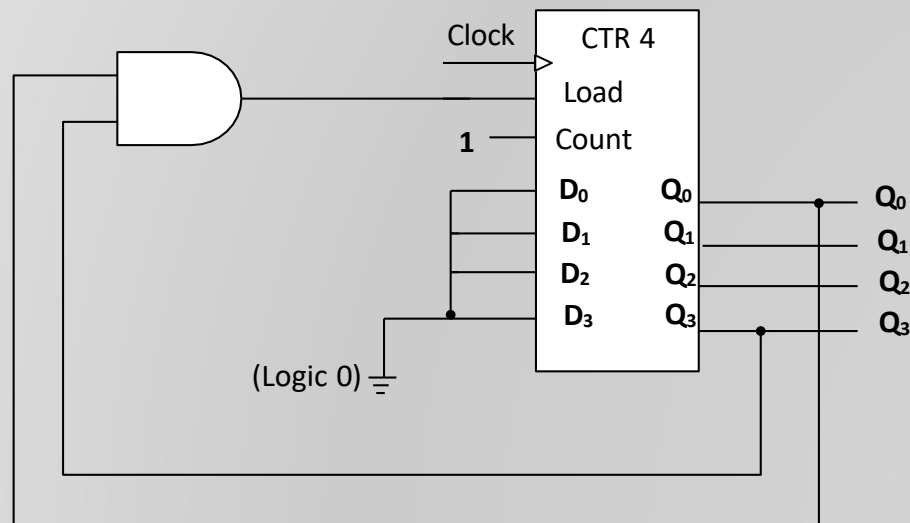 Clock
CTR 4
Load
1
Count
D₀
Q₀
Q₀
D₁
Q₁
Q₁
D₂
Q₂
Q₂
D₃
Q₃
Q₃
(Logic 0)